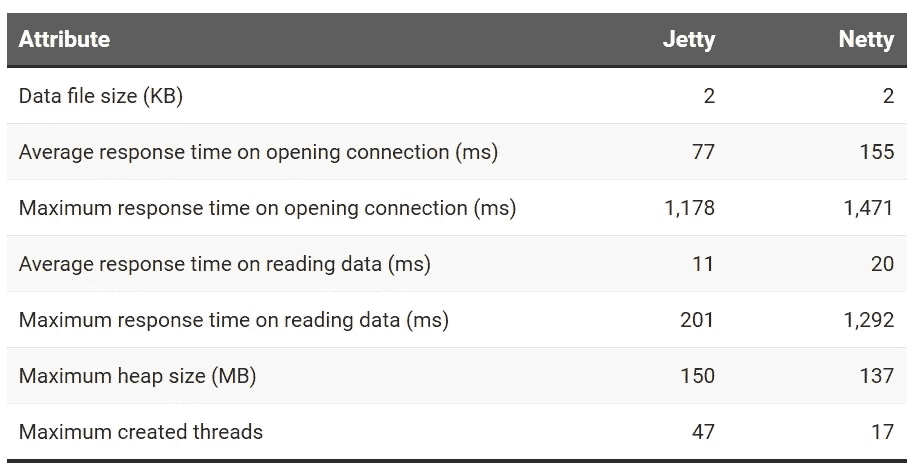 Attribute Jetty Netty
Data file size (KB) 2 2
Average response time on opening connection (ms) 77 155
Maximum response time on opening connection (ms) 1,178 1,471
Average response time on reading data (ms) 11 20
Maximum response time on reading data (ms) 201 1,292
Maximum heap size (MB) 150 137
Maximum created threads 47 17